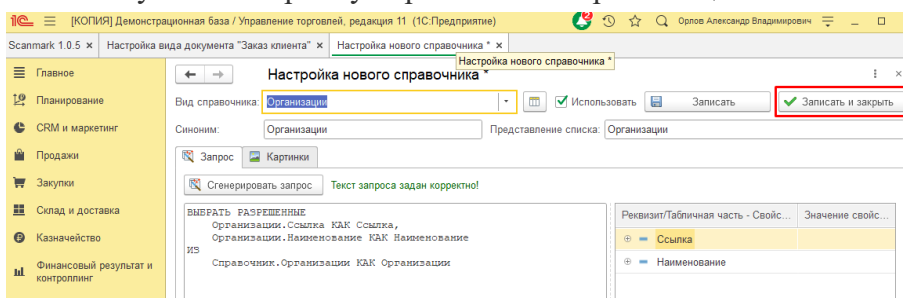 [КОПИЯ] Демонстрационная база / Управление торговлей, редакция 11 (1С:Предприятие) 2 Орлов Александр Владимирович
Scanmark 1.0.5 × Настройка вида документа "Заказ клиента" × Настройка нового справочника * ×
Настройка нового справочника *
Главное
Планирование
CRM и маркетинг
Продажи
Закупки
Склад и доставка
Казначейство
Финансовый результат и
контроллинг
Настройка нового справочника *
Вид справочника: Организации Использовать Записать Записать и закрыть
Синоним: Организации Представление списка: Организации
Запрос Картинки
Сгенерировать запрос Текст запроса задан корректно!
ВЫБРАТЬ РАЗРЕШЕННЫЕ
Организации.Ссылка КАК Ссылка,
Организации.Наименование КАК Наименование
ИЗ
Справочник.Организации КАК Организации
Реквизит/Табличная часть - Свойс... Значение свойс...
Ссылка
Наименование